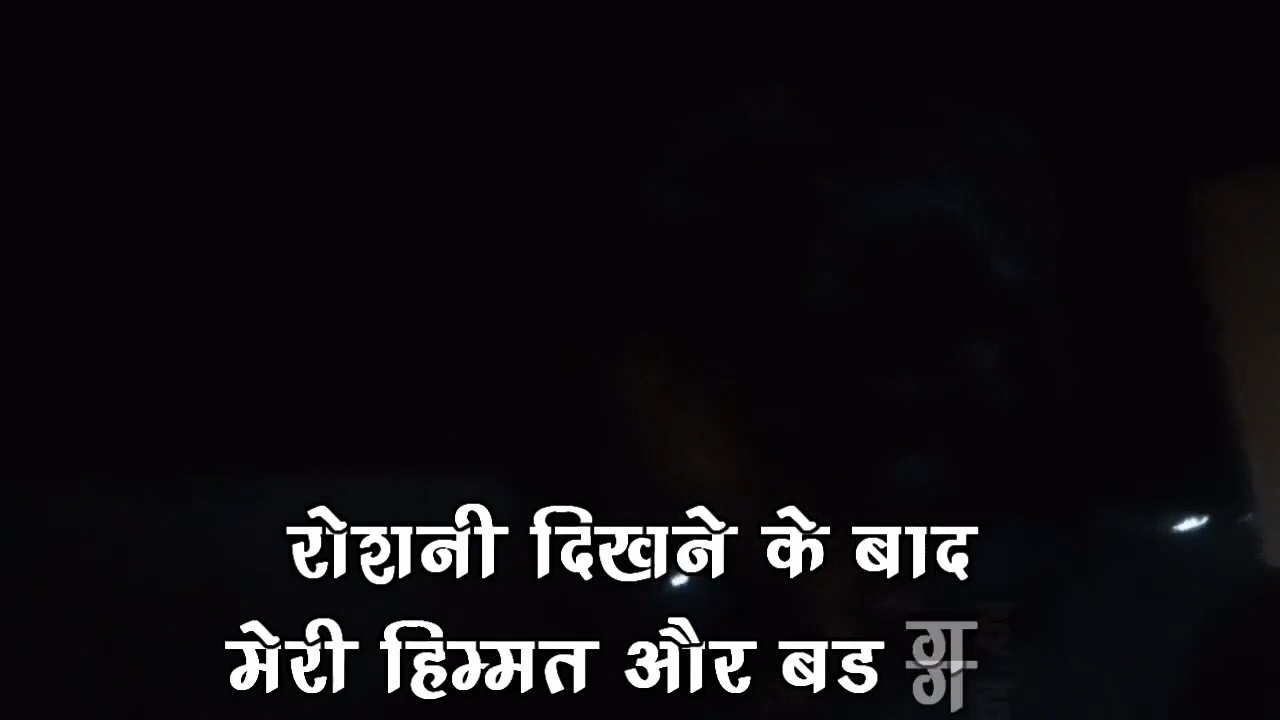 रोशनी दिखने के बाद
मेरी हिम्मत और बड